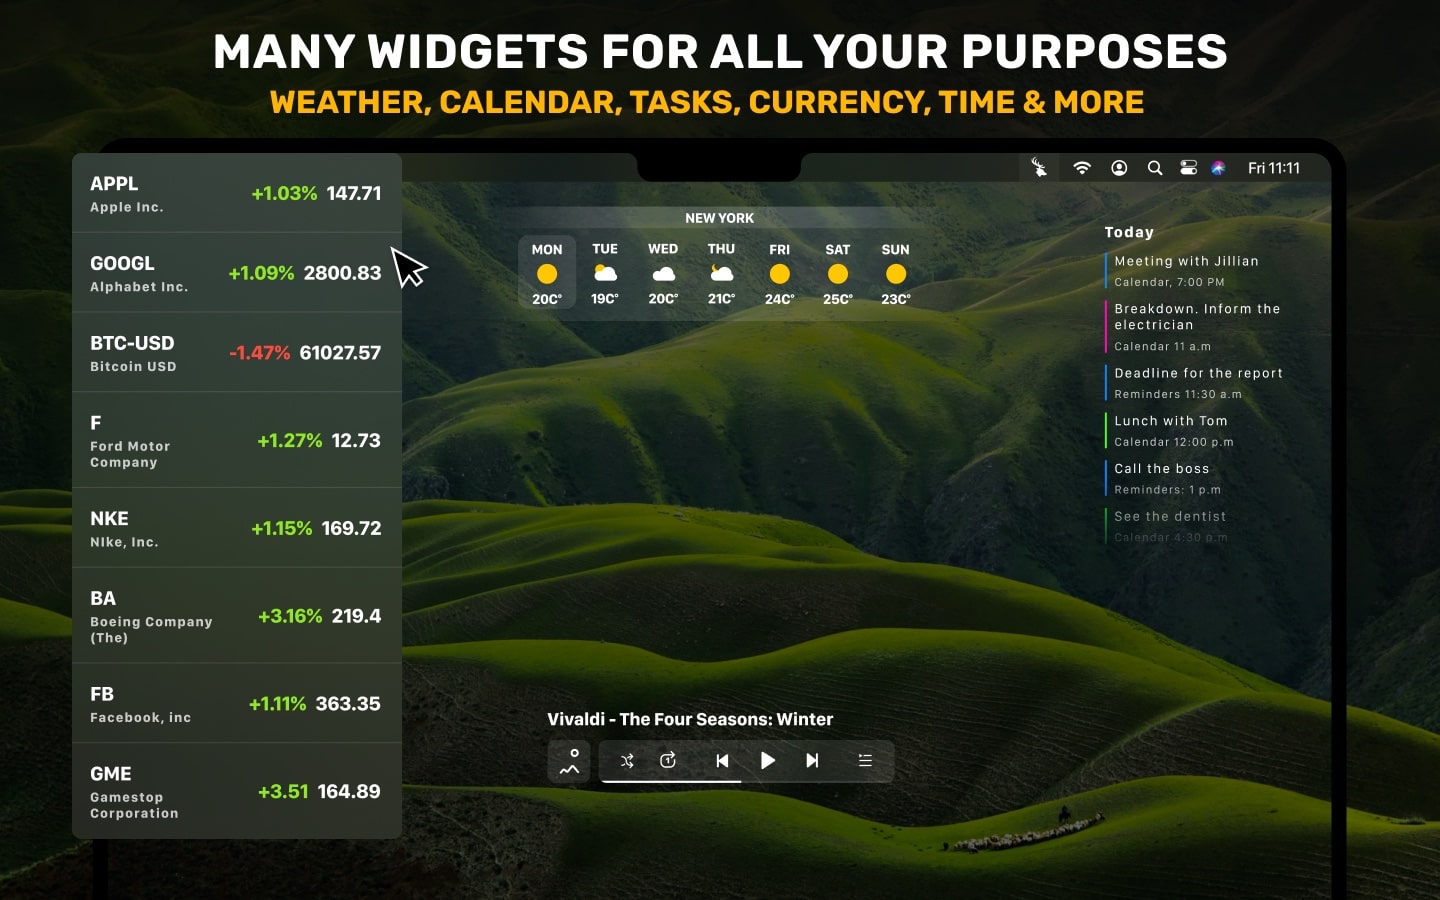 MANY WIDGETS FOR ALL YOUR PURPOSES
WEATHER, CALENDAR, TASKS, CURRENCY, TIME & MORE
Fri 11:11
APPL
Apple Inc.
+1.03% 147.71
GOOGL
Alphabet Inc.
+1.09% 2800.83
BTC-USD
Bitcoin USD
-1.47% 61027.57
F
Ford Motor
Company
+1.27% 12.73
NKE
NIke, Inc.
+1.15% 169.72
BA
Boeing Company
(The)
+3.16% 219.4
FB
Facebook, inc
+1.11% 363.35
GME
Gamestop
Corporation
+3.51 164.89
NEW YORK
MON TUE WED THU FRI SAT SUN
20C° 19C° 20C° 21C° 24C° 25C° 23C°
Today
Meeting with Jillian
Calendar, 7:00 PM
Breakdown. Inform the
electrician
Calendar 11 a.m
Deadline for the report
Reminders 11:30 a.m
Lunch with Tom
Calendar 12:00 p.m
Call the boss
Reminders: 1 p.m
See the dentist
Calendar 4:30 p.m
Vivaldi - The Four Seasons: Winter
1